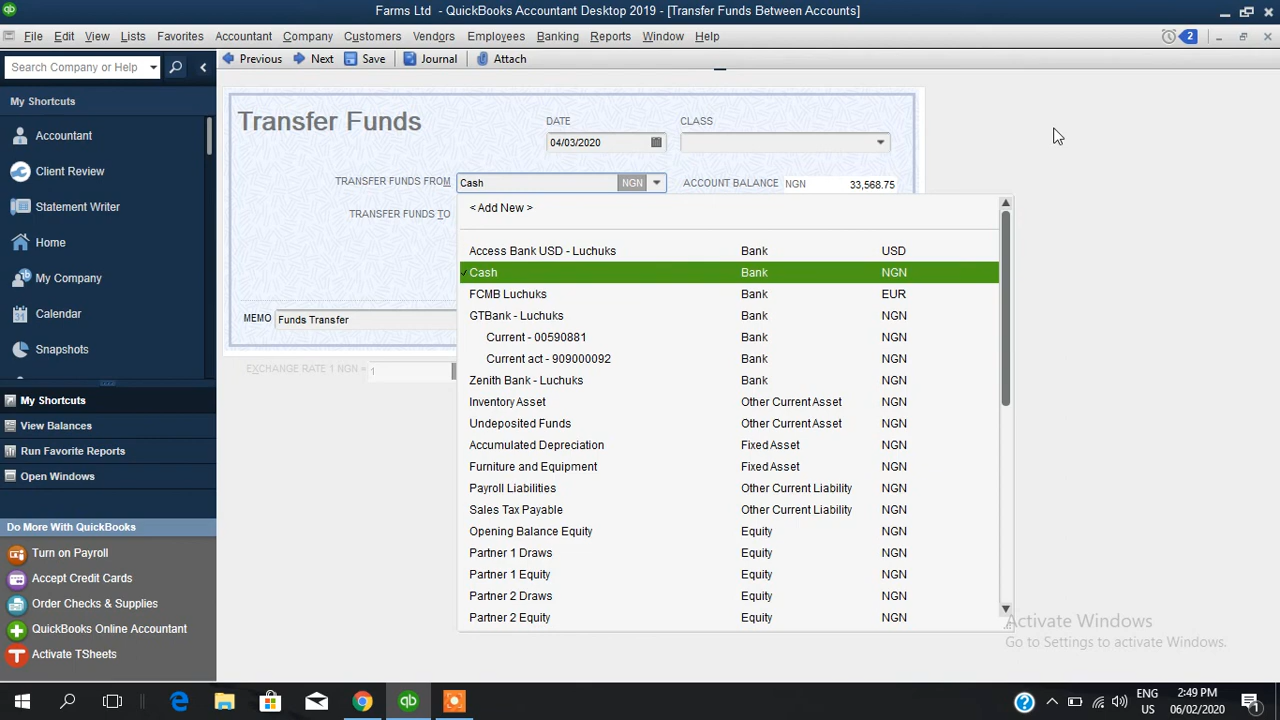 Farms Ltd - QuickBooks Accountant Desktop 2019 - [Transfer Funds Between Accounts]
File Edit View Lists Favorites Accountant Company Customers Vendors Employees Banking Reports Window Help
2
Search Company or Help
Previous Next Save Journal Attach
My Shortcuts
Accountant
Client Review
Statement Writer
Home
My Company
Calendar
Snapshots
My Shortcuts
View Balances
Run Favorite Reports
Open Windows
Do More With QuickBooks
Turn on Payroll
Accept Credit Cards
Order Checks & Supplies
QuickBooks Online Accountant
Activate TSheets
Transfer Funds
DATE
04/03/2020
CLASS
TRANSFER FUNDS FROM Cash NGN
ACCOUNT BALANCE NGN 33,568.75
TRANSFER FUNDS TO
MEMO Funds Transfer
EXCHANGE RATE 1 NGN = 1
< Add New >
Access Bank USD - Luchuks Bank USD
✓ Cash Bank NGN
FCMB Luchuks Bank EUR
GTBank - Luchuks Bank NGN
Current - 00590881 Bank NGN
Current act - 909000092 Bank NGN
Zenith Bank - Luchuks Bank NGN
Inventory Asset Other Current Asset NGN
Undeposited Funds Other Current Asset NGN
Accumulated Depreciation Fixed Asset NGN
Furniture and Equipment Fixed Asset NGN
Payroll Liabilities Other Current Liability NGN
Sales Tax Payable Other Current Liability NGN
Opening Balance Equity Equity NGN
Partner 1 Draws Equity NGN
Partner 1 Equity Equity NGN
Partner 2 Draws Equity NGN
Partner 2 Equity Equity NGN
Activate Windows
Go to Settings to activate Windows.
ENG
US
2:49 PM
06/02/2020
1